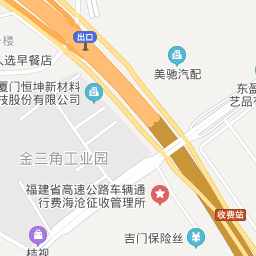 楼
出口
人选早餐店
美驰汽配
厦门恒坤新材料
技股份有限公司
东磊
艺品有
金三角工业园
福建省高速公路车辆通
行费海沧征收管理所
收费站
桔视
吉门保险丝